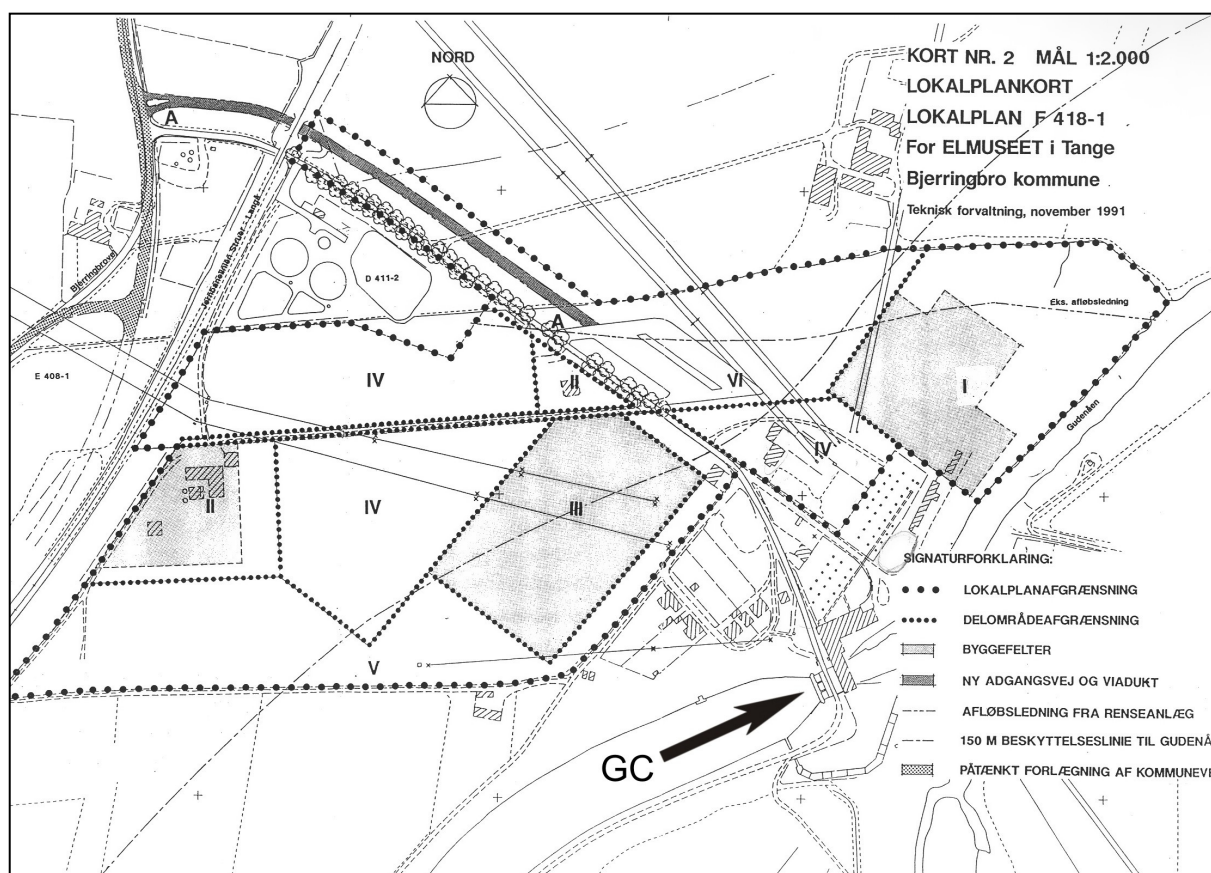 NORD
KORT NR. 2 MÅL 1:2.000
LOKALPLANKORT
LOKALPLAN F 418-1
For ELMUSEET i Tange
Bjerringbro kommune
Teknisk forvaltning, november 1991
A
Bjerringbrovej
D 411-2
E 408-1
A
Eks. afløbsledning
Gudenåen
IV
II
VI
I
IV
II
IV
III
V
GC
SIGNATURFORKLARING:
LOKALPLANAFGRÆNSNING
DELOMRÅDEAFGRÆNSNING
BYGGEFELTER
NY ADGANGSVEJ OG VIADUKT
AFLØBSLEDNING FRA RENSEANLÆG
150 M BESKYTTELSESLINIE TIL GUDENÅ
PÅTÆNKT FORLÆGNING AF KOMMUNEVE